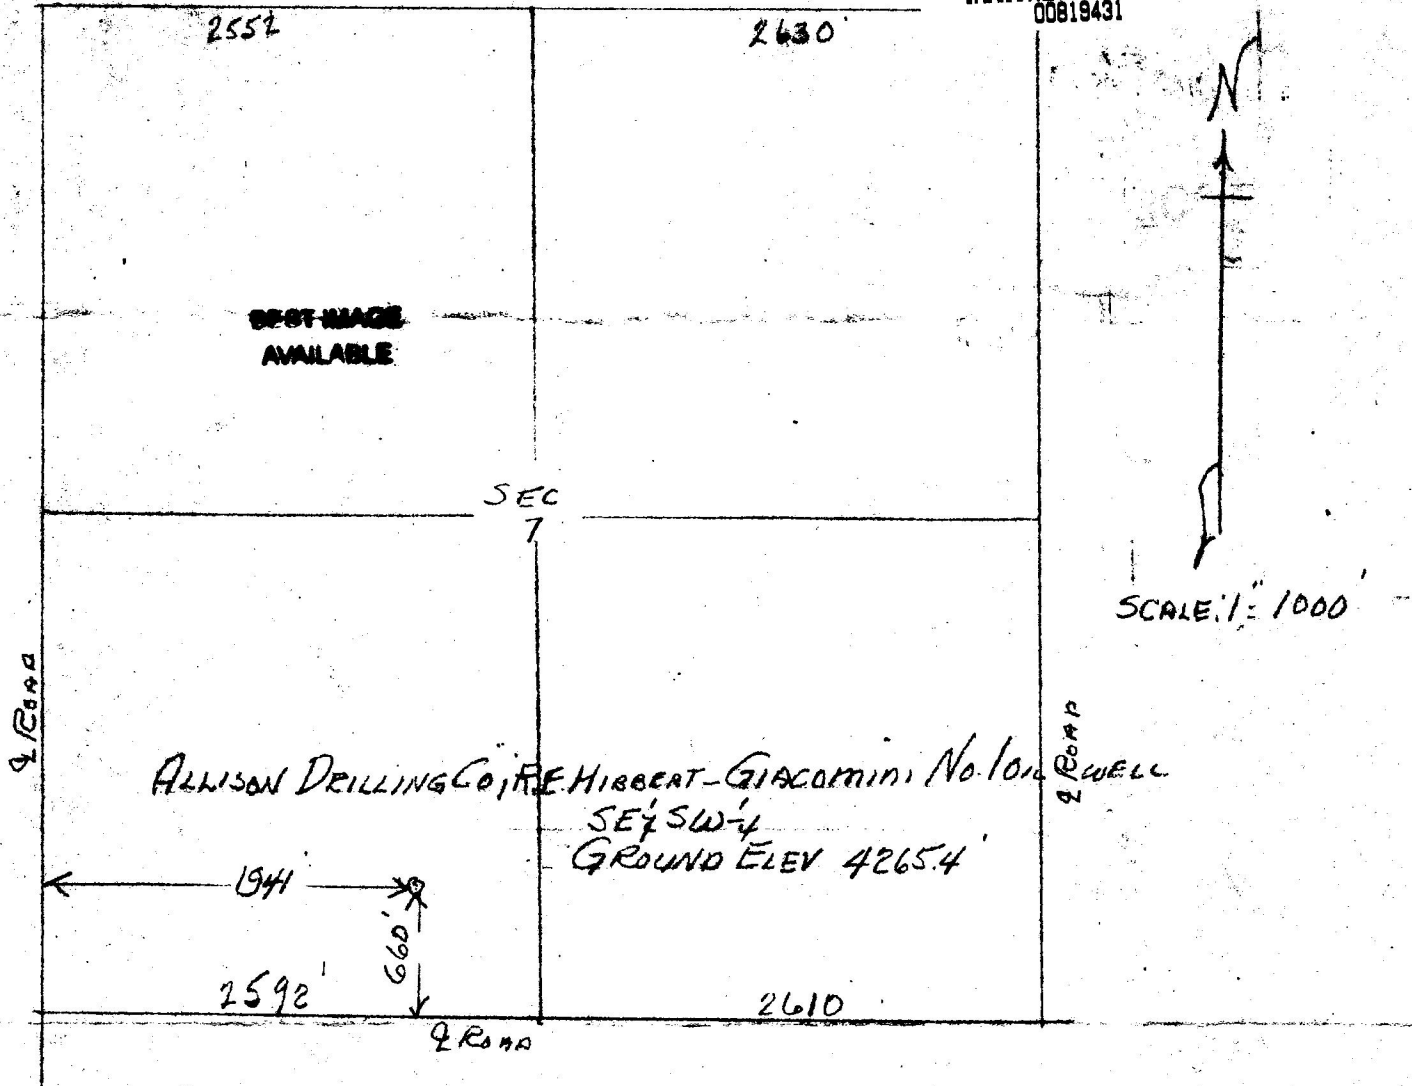 00819431
2552
2630'
N
BEST IMAGE
AVAILABLE
SEC
7
SCALE: 1" = 1000'
℄ ROAD
℄ ROAD
ALLISON DRILLING Co, R.E. HIBBERT-GIACOMINI No. 1 OIL WELL
SE¼ SW¼
GROUND ELEV 4265.4'
1941'
660'
2592'
2610
℄ ROAD